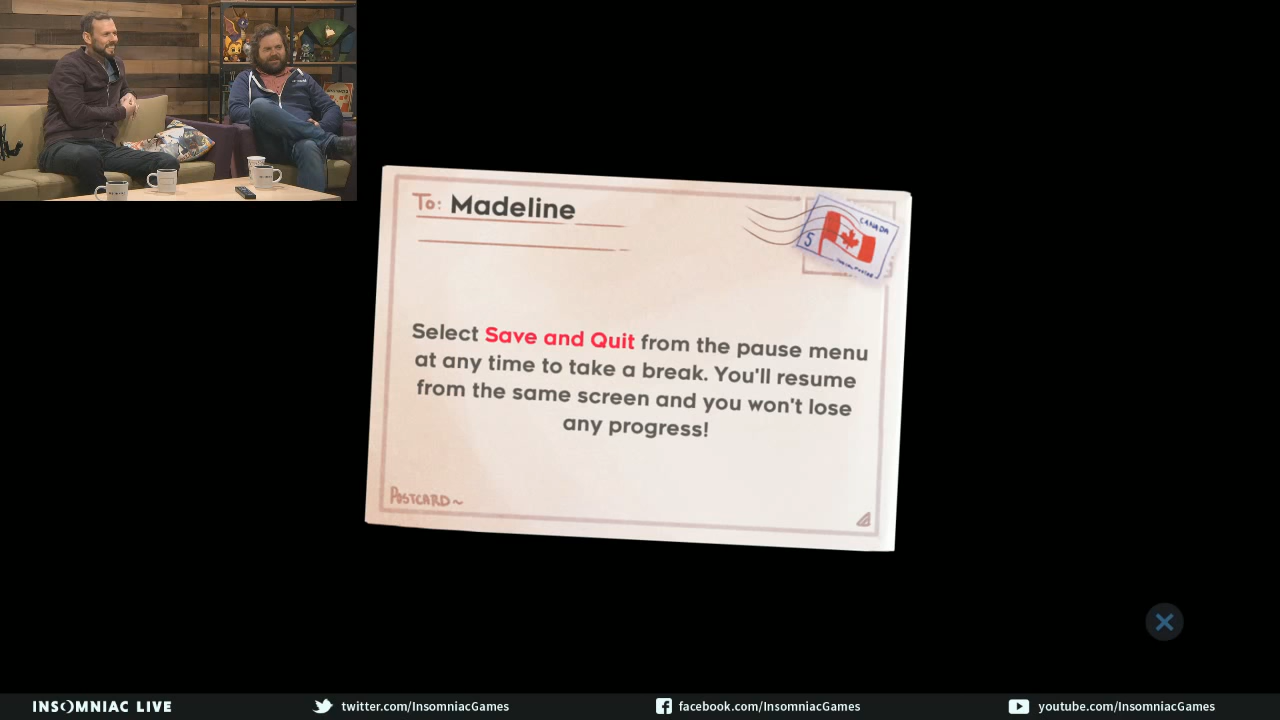 To: Madeline
CANADA
5
Select Save and Quit from the pause menu
at any time to take a break. You'll resume
from the same screen and you won't lose
any progress!
POSTCARD~
INSOMNIAC LIVE
twitter.com/InsomniacGames
facebook.com/InsomniacGames
youtube.com/InsomniacGames